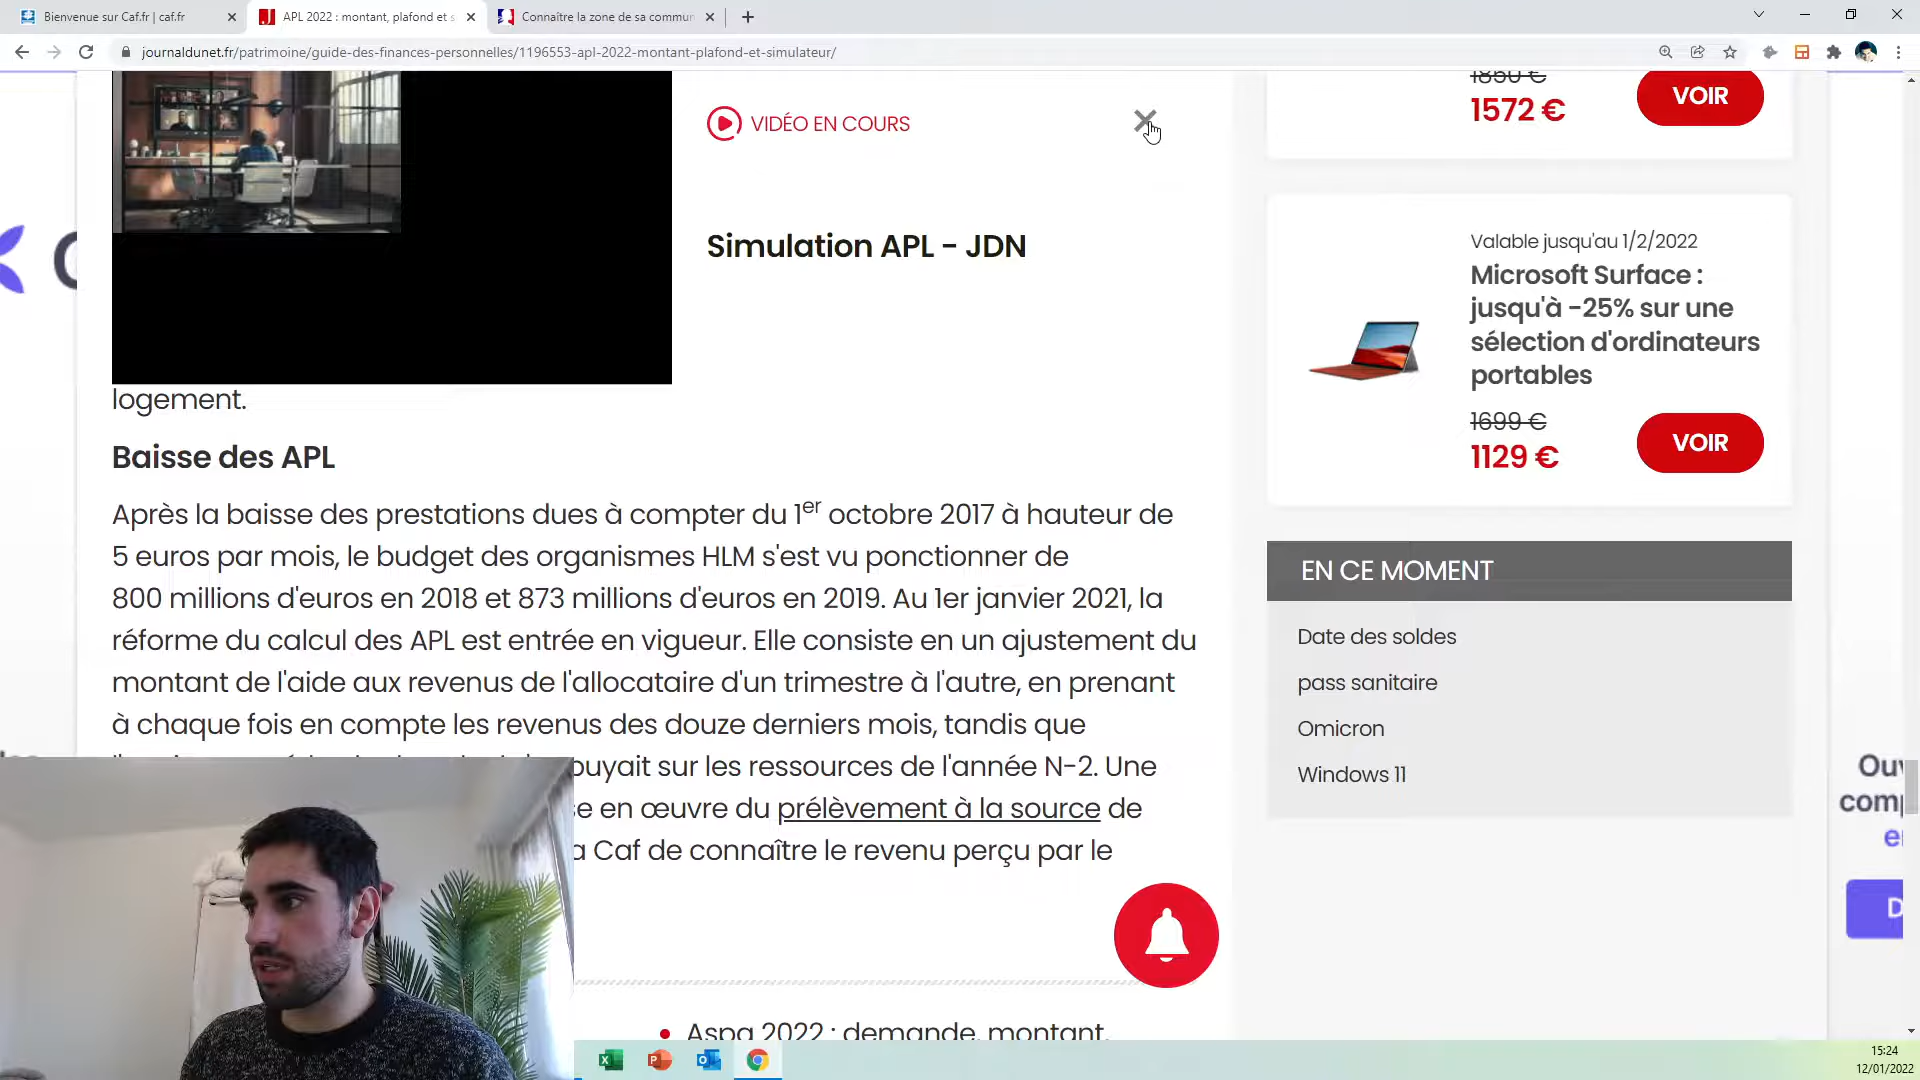 Bienvenue sur Caf.fr | caf.fr
APL 2022 : montant, plafond et s
Connaître la zone de sa commun
journaldunet.fr/patrimoine/guide-des-finances-personnelles/1196553-apl-2022-montant-plafond-et-simulateur/
VIDÉO EN COURS
Simulation APL - JDN
logement.
Baisse des APL
Après la baisse des prestations dues à compter du 1er octobre 2017 à hauteur de
5 euros par mois, le budget des organismes HLM s'est vu ponctionner de
800 millions d'euros en 2018 et 873 millions d'euros en 2019. Au 1er janvier 2021, la
réforme du calcul des APL est entrée en vigueur. Elle consiste en un ajustement du
montant de l'aide aux revenus de l'allocataire d'un trimestre à l'autre, en prenant
à chaque fois en compte les revenus des douze derniers mois, tandis que
puyait sur les ressources de l'année N-2. Une
se en œuvre du prélèvement à la source de
a Caf de connaître le revenu perçu par le
Aspa 2022 : demande, montant,
1850 €
1572 €
VOIR
Valable jusqu'au 1/2/2022
Microsoft Surface :
jusqu'à -25% sur une
sélection d'ordinateurs
portables
1699 €
1129 €
VOIR
EN CE MOMENT
Date des soldes
pass sanitaire
Omicron
Windows 11
15:24
12/01/2022